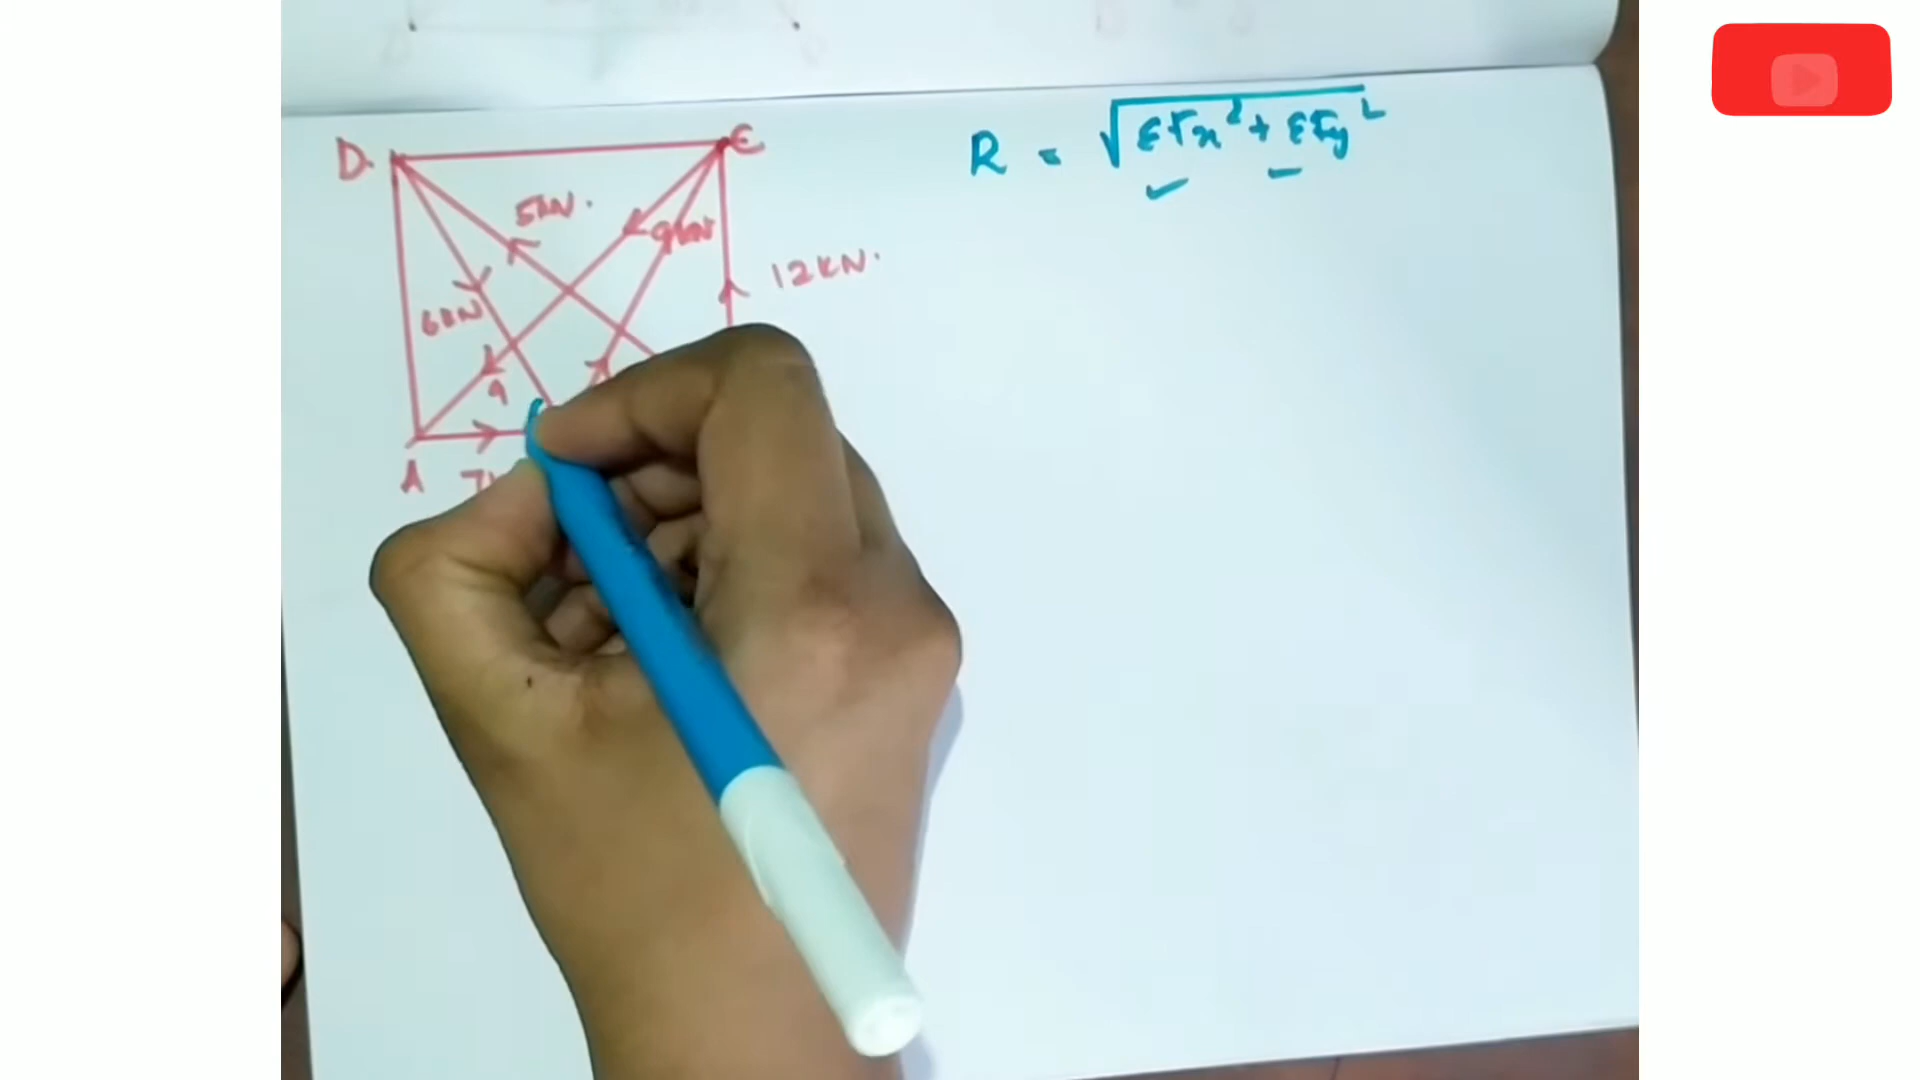 R = √ΣFx² + ΣFy²
D.
E
5kN.
9kN
12kN.
6kN
9
A